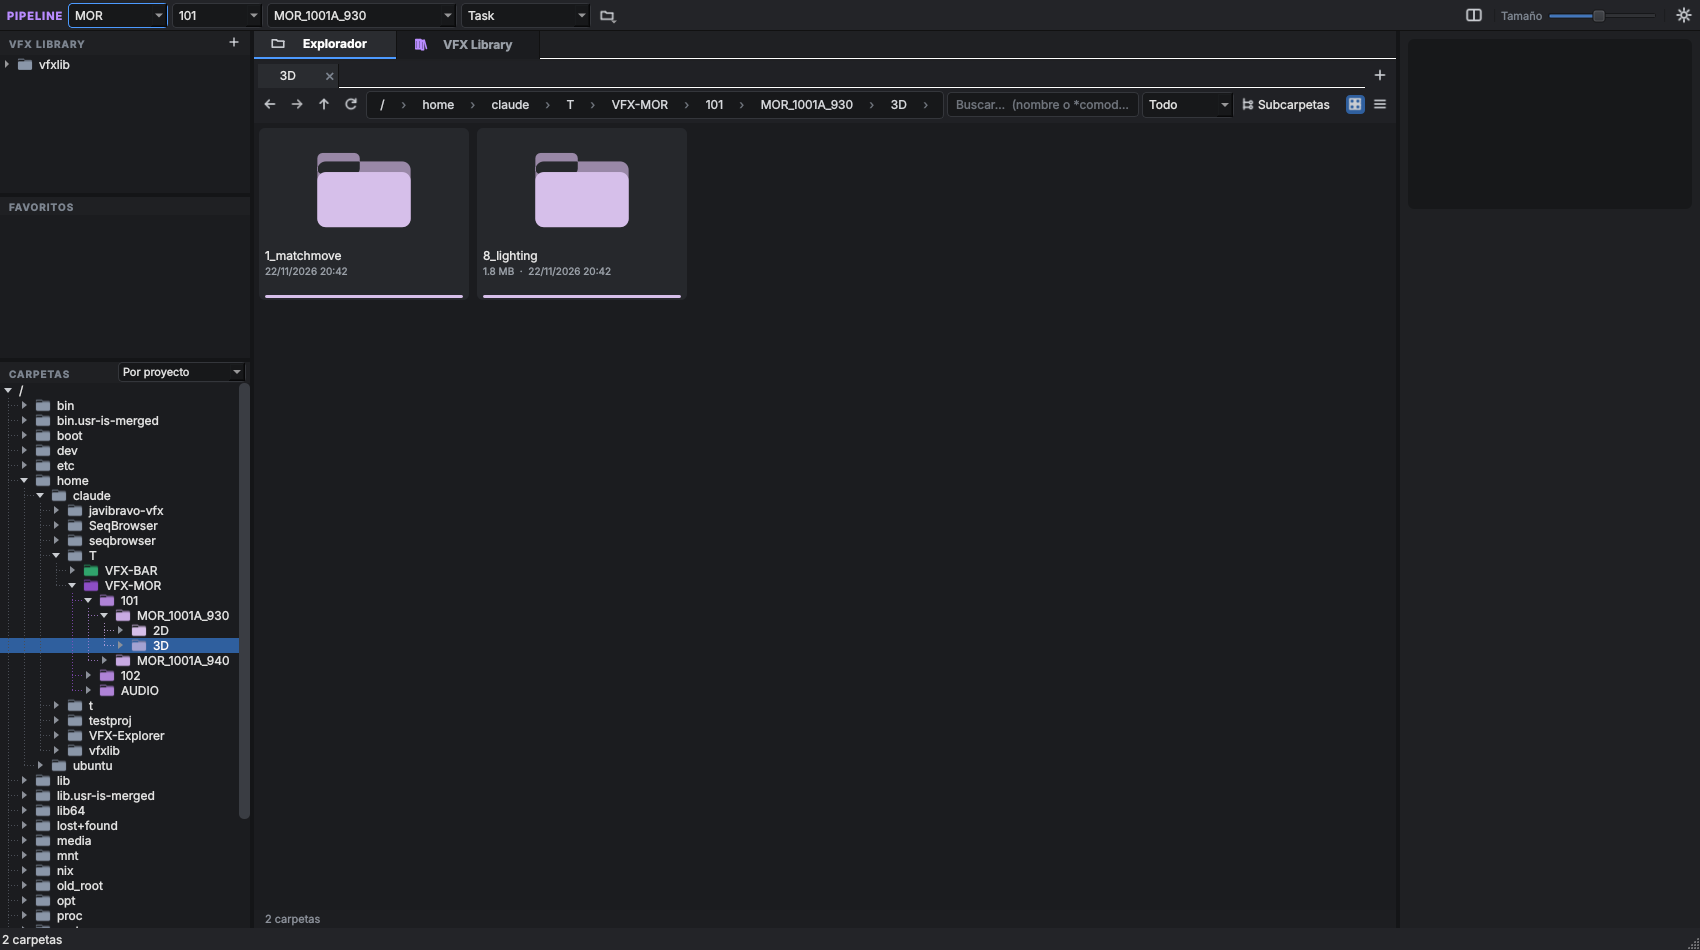 PIPELINE MOR 101 MOR_1001A_930 Task Tamaño
VFX LIBRARY +
vfxlib
FAVORITOS
CARPETAS Por proyecto
/
bin
bin.usr-is-merged
boot
dev
etc
home
claude
javibravo-vfx
SeqBrowser
seqbrowser
T
VFX-BAR
VFX-MOR
101
MOR_1001A_930
2D
3D
MOR_1001A_940
102
AUDIO
t
testproj
VFX-Explorer
vfxlib
ubuntu
lib
lib.usr-is-merged
lib64
lost+found
media
mnt
nix
old_root
opt
proc
Explorador VFX Library
3D
/ home claude T VFX-MOR 101 MOR_1001A_930 3D Buscar... (nombre o *comod... Todo Subcarpetas
1_matchmove
22/11/2026 20:42
8_lighting
1.8 MB · 22/11/2026 20:42
2 carpetas
2 carpetas